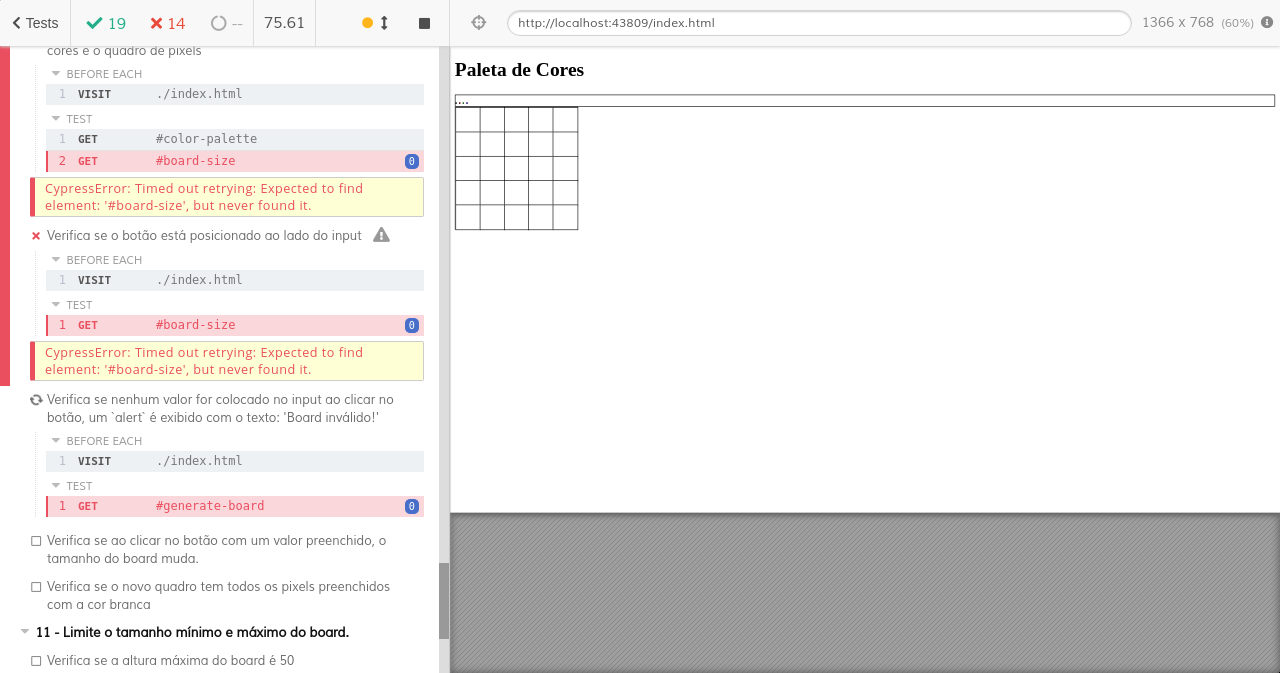 Tests 19 14 -- 75.61
http://localhost:43809/index.html 1366 x 768 (60%)
cores e o quadro de pixels
BEFORE EACH
1 VISIT ./index.html
TEST
1 GET #color-palette
2 GET #board-size 0
CypressError: Timed out retrying: Expected to find
element: '#board-size', but never found it.
Verifica se o botão está posicionado ao lado do input
BEFORE EACH
1 VISIT ./index.html
TEST
1 GET #board-size 0
CypressError: Timed out retrying: Expected to find
element: '#board-size', but never found it.
Verifica se nenhum valor for colocado no input ao clicar no
botão, um `alert` é exibido com o texto: 'Board inválido!'
BEFORE EACH
1 VISIT ./index.html
TEST
1 GET #generate-board 0
Verifica se ao clicar no botão com um valor preenchido, o
tamanho do board muda.
Verifica se o novo quadro tem todos os pixels preenchidos
com a cor branca
11 - Limite o tamanho mínimo e máximo do board.
Verifica se a altura máxima do board é 50
Paleta de Cores
....